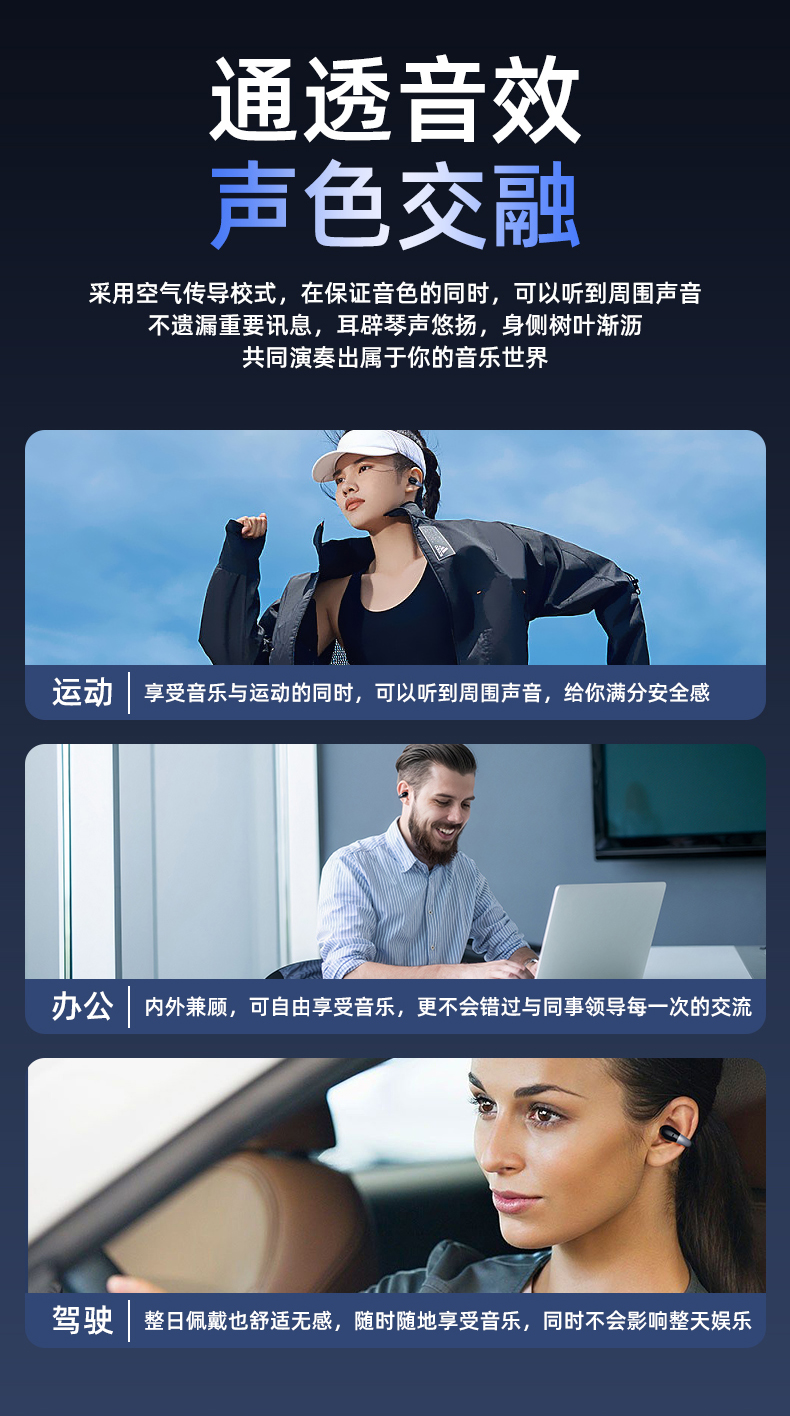 通透音效
声色交融
采用空气传导校式，在保证音色的同时，可以听到周围声音
不遗漏重要讯息，耳辟琴声悠扬，身侧树叶渐沥
共同演奏出属于你的音乐世界
运动 享受音乐与运动的同时，可以听到周围声音，给你满分安全感
办公 内外兼顾，可自由享受音乐，更不会错过与同事领导每一次的交流
驾驶 整日佩戴也舒适无感，随时随地享受音乐，同时不会影响整天娱乐